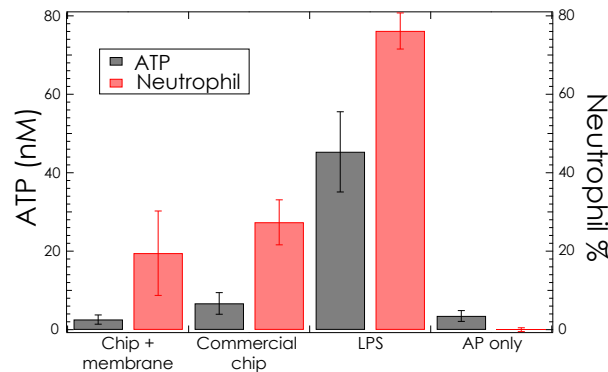 80
60
40
20
0
ATP (nM)
ATP
Neutrophil
80
60
40
20
0
Neutrophil %
Chip +
membrane
Commercial
chip
LPS
AP only